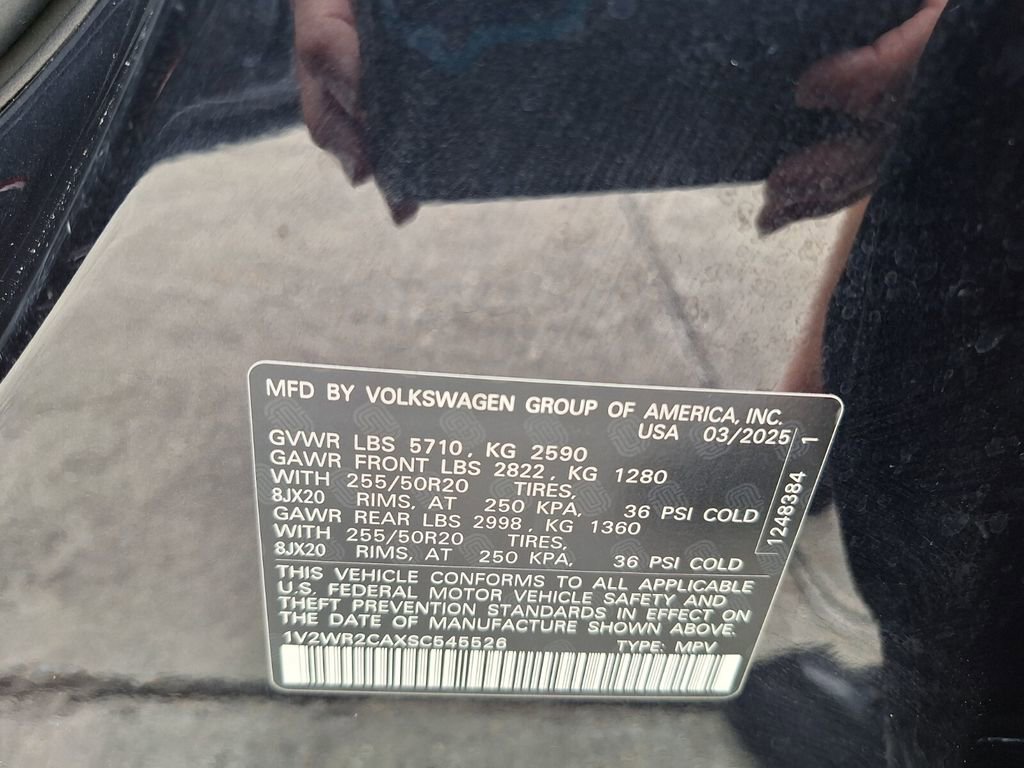 MFD BY VOLKSWAGEN GROUP OF AMERICA, INC.
USA 03/2025
GVWR LBS 5710, KG 2590
GAWR FRONT LBS 2822, KG 1280
WITH 255/50R20 TIRES,
8JX20 RIMS, AT 250 KPA, 36 PSI COLD
GAWR REAR LBS 2998, KG 1360
WITH 255/50R20 TIRES,
8JX20 RIMS, AT 250 KPA, 36 PSI COLD
1248384 1
THIS VEHICLE CONFORMS TO ALL APPLICABLE
U.S. FEDERAL MOTOR VEHICLE SAFETY AND
THEFT PREVENTION STANDARDS IN EFFECT ON
THE DATE OF MANUFACTURE SHOWN ABOVE.
1V2WR2CAXSC545526 TYPE: MPV